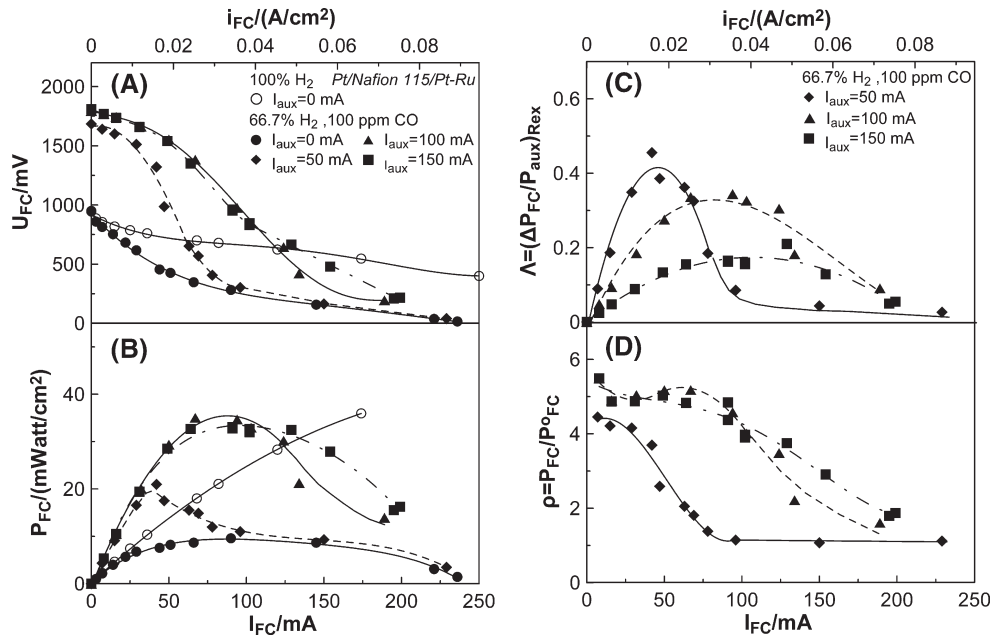 i_FC/(A/cm²)
0 0.02 0.04 0.06 0.08
(A)
100% H₂ Pt/Nafion 115/Pt-Ru
I_aux=0 mA
66.7% H₂ ,100 ppm CO
I_aux=0 mA I_aux=100 mA
I_aux=50 mA I_aux=150 mA
U_FC/mV
2000
1500
1000
500
0
(B)
P_FC/(mWatt/cm²)
40
20
0
0 50 100 150 200 250
I_FC/mA
i_FC/(A/cm²)
0 0.02 0.04 0.06 0.08
(C)
66.7% H₂ ,100 ppm CO
I_aux=50 mA
I_aux=100 mA
I_aux=150 mA
Λ=(ΔP_FC/P_aux)_Rex
0.6
0.4
0.2
0
(D)
ρ=P_FC/P°_FC
6
4
2
0
0 50 100 150 200 250
I_FC/mA